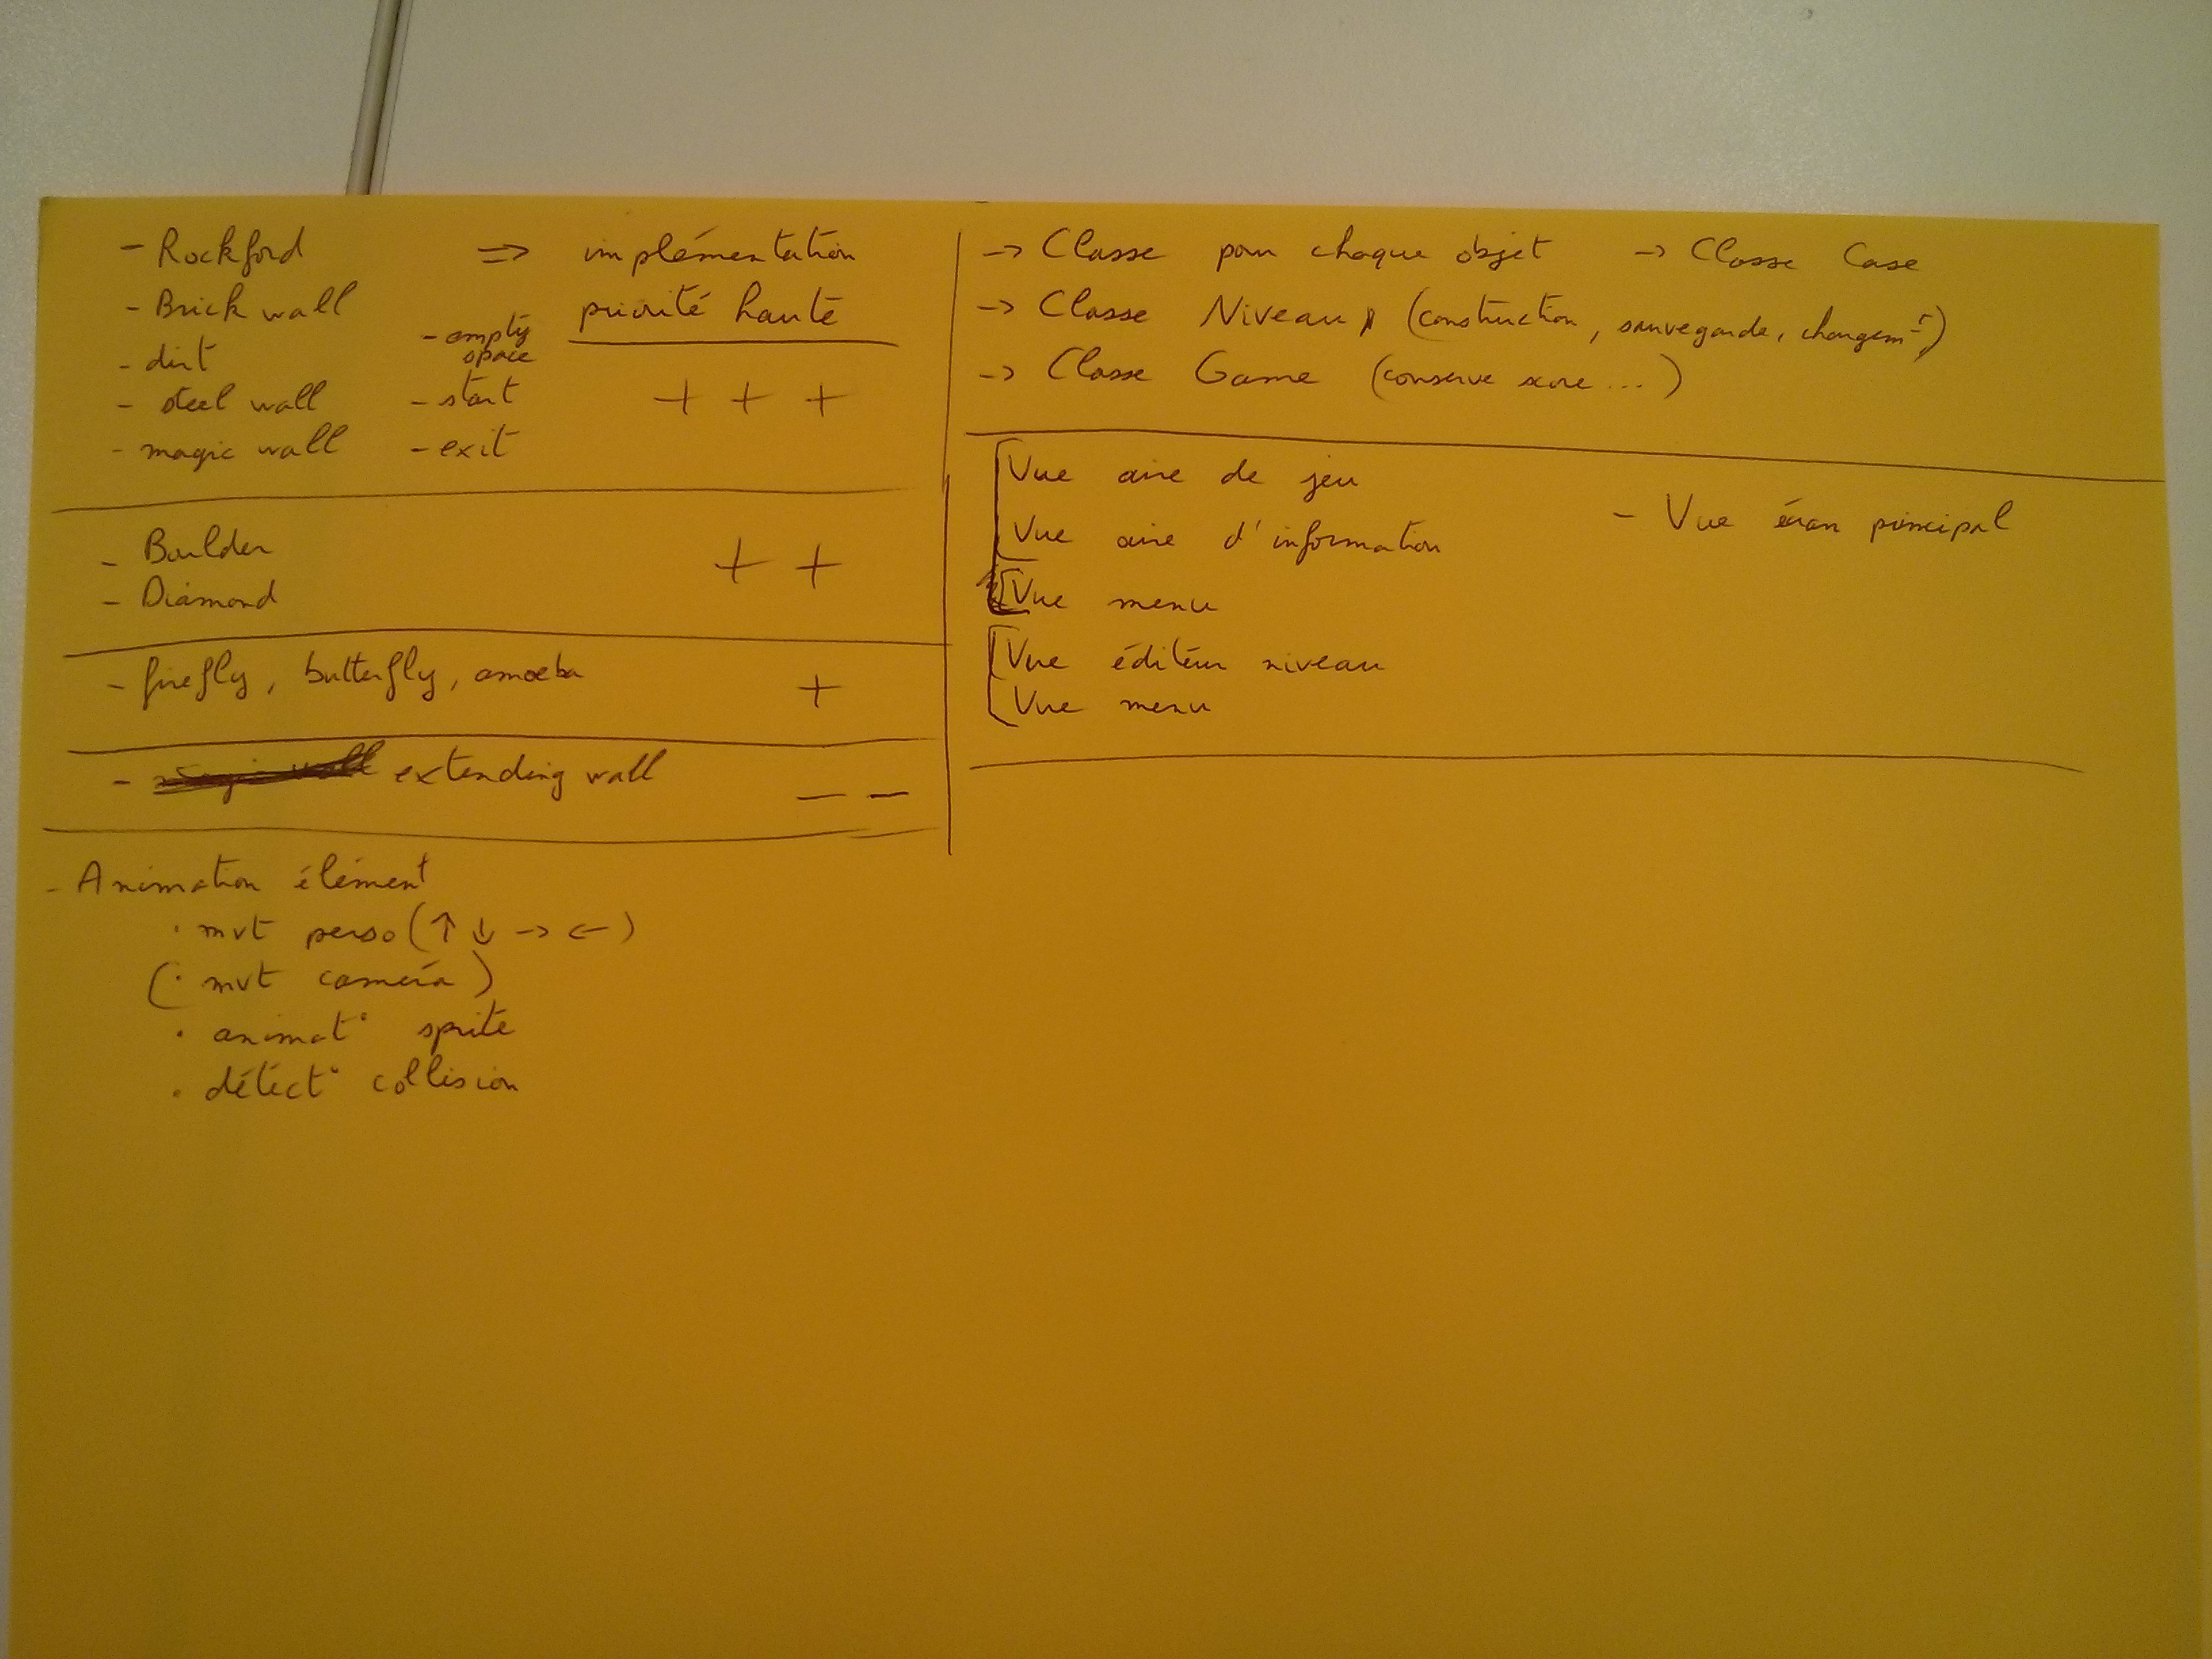 - Rockford => implémentation
- Brick wall priorité haute
- empty space
- dirt
- steel wall - start + + +
- magic wall - exit
- Boulder + +
- Diamond
- firefly, butterfly, amoeba +
- extending wall - -
- Animation élément
· mvt perso (↑ ↓ → ←)
(· mvt caméra)
· animat° sprite
· détect° collision
-> Classe pour chaque objet -> Classe Case
-> Classe Niveau (construction, sauvegarde, changemt)
-> Classe Game (conserve score ...)
Vue aire de jeu
- Vue écran principal
Vue aire d'information
Vue menu
Vue éditeur niveau
Vue menu